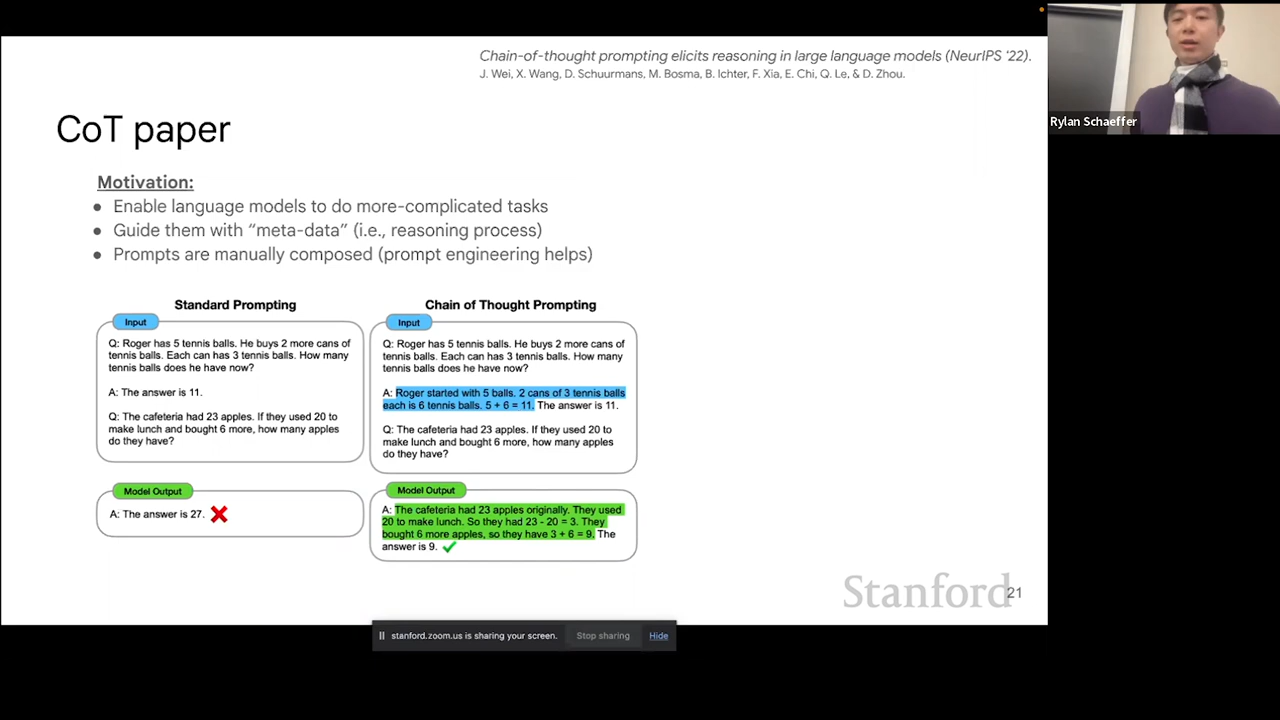 Chain-of-thought prompting elicits reasoning in large language models (NeurIPS ‘22).
J. Wei, X. Wang, D. Schuurmans, M. Bosma, B. Ichter, F. Xia, E. Chi, Q. Le, & D. Zhou.
Rylan Schaeffer
CoT paper
Motivation:
● Enable language models to do more-complicated tasks
● Guide them with “meta-data” (i.e., reasoning process)
● Prompts are manually composed (prompt engineering helps)
Standard Prompting
Input
Q: Roger has 5 tennis balls. He buys 2 more cans of
tennis balls. Each can has 3 tennis balls. How many
tennis balls does he have now?
A: The answer is 11.
Q: The cafeteria had 23 apples. If they used 20 to
make lunch and bought 6 more, how many apples
do they have?
Model Output
A: The answer is 27.
Chain of Thought Prompting
Input
Q: Roger has 5 tennis balls. He buys 2 more cans of
tennis balls. Each can has 3 tennis balls. How many
tennis balls does he have now?
A: Roger started with 5 balls. 2 cans of 3 tennis balls
each is 6 tennis balls. 5 + 6 = 11. The answer is 11.
Q: The cafeteria had 23 apples. If they used 20 to
make lunch and bought 6 more, how many apples
do they have?
Model Output
A: The cafeteria had 23 apples originally. They used
20 to make lunch. So they had 23 - 20 = 3. They
bought 6 more apples, so they have 3 + 6 = 9. The
answer is 9.
Stanford
21
stanford.zoom.us is sharing your screen. Stop sharing Hide